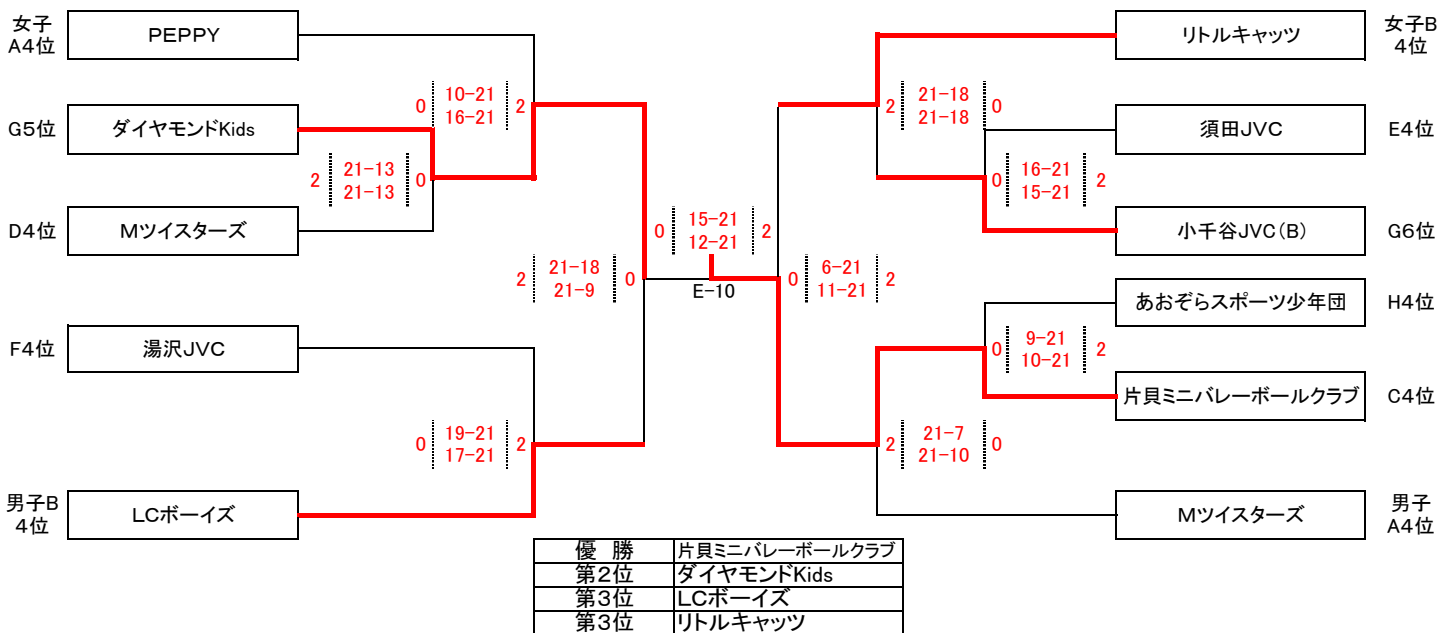 女子
A4位
PEPPY
10-21
16-21
0
2
G5位
ダイヤモンドKids
21-13
21-13
2
0
D4位
Mツイスターズ
21-18
21-9
2
0
F4位
湯沢JVC
19-21
17-21
0
2
男子B
4位
LCボーイズ
15-21
12-21
0
2
E-10
リトルキャッツ
女子B
4位
21-18
21-18
2
0
須田JVC
E4位
16-21
15-21
0
2
小千谷JVC(B)
G6位
6-21
11-21
0
2
あおぞらスポーツ少年団
H4位
9-21
10-21
0
2
片貝ミニバレーボールクラブ
C4位
21-7
21-10
2
0
Mツイスターズ
男子
A4位
優 勝 片貝ミニバレーボールクラブ
第2位 ダイヤモンドKids
第3位 LCボーイズ
第3位 リトルキャッツ